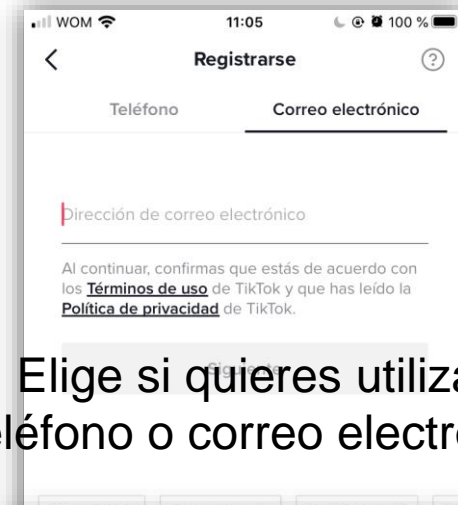 WOM 11:05 100 %
Registrarse ?
Teléfono Correo electrónico
Dirección de correo electrónico
Al continuar, confirmas que estás de acuerdo con
los Términos de uso de TikTok y que has leído la
Política de privacidad de TikTok.
Siguiente
Elige si quieres utiliza
eléfono o correo electró